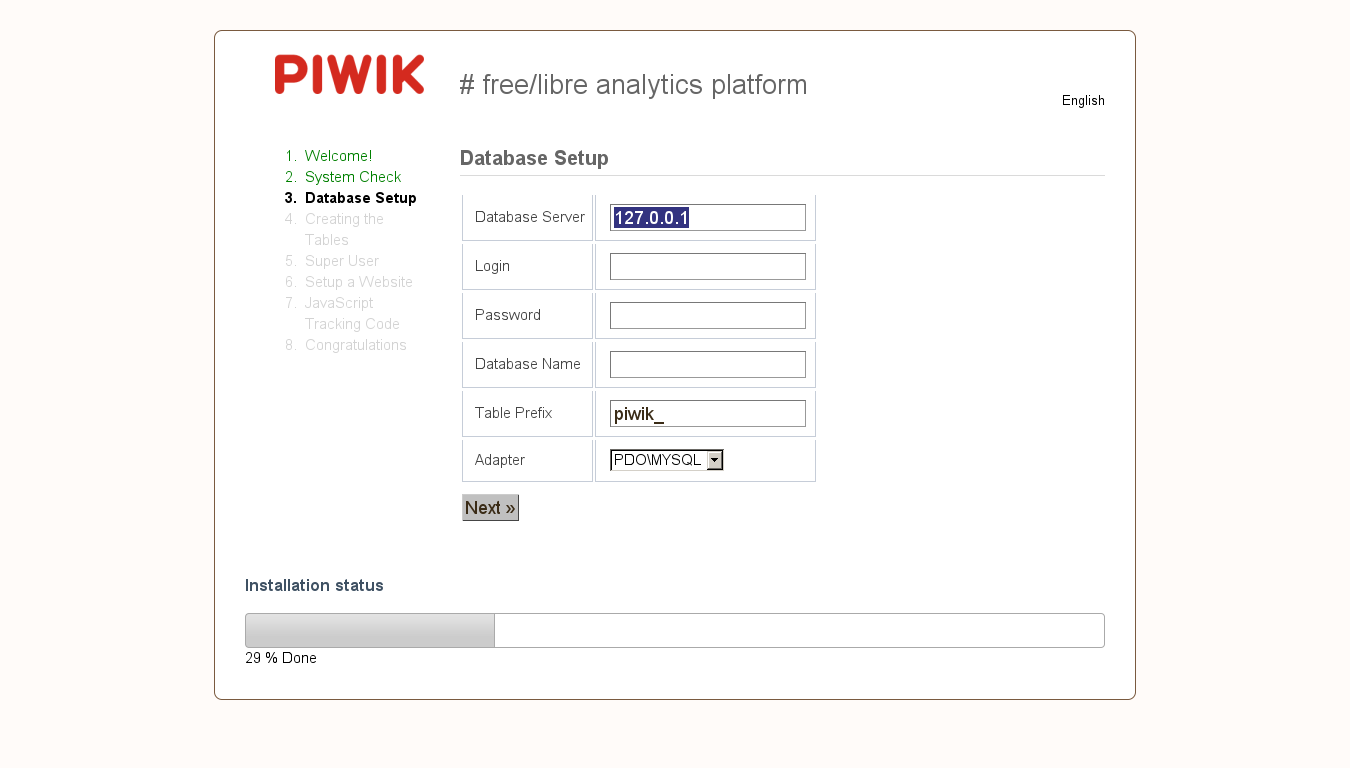 PIWIK
# free/libre analytics platform
English
1. Welcome!
2. System Check
3. Database Setup
4. Creating the
Tables
5. Super User
6. Setup a Website
7. JavaScript
Tracking Code
8. Congratulations
Database Setup
Database Server 127.0.0.1
Login
Password
Database Name
Table Prefix piwik_
Adapter PDO\MYSQL
Next »
Installation status
29 % Done